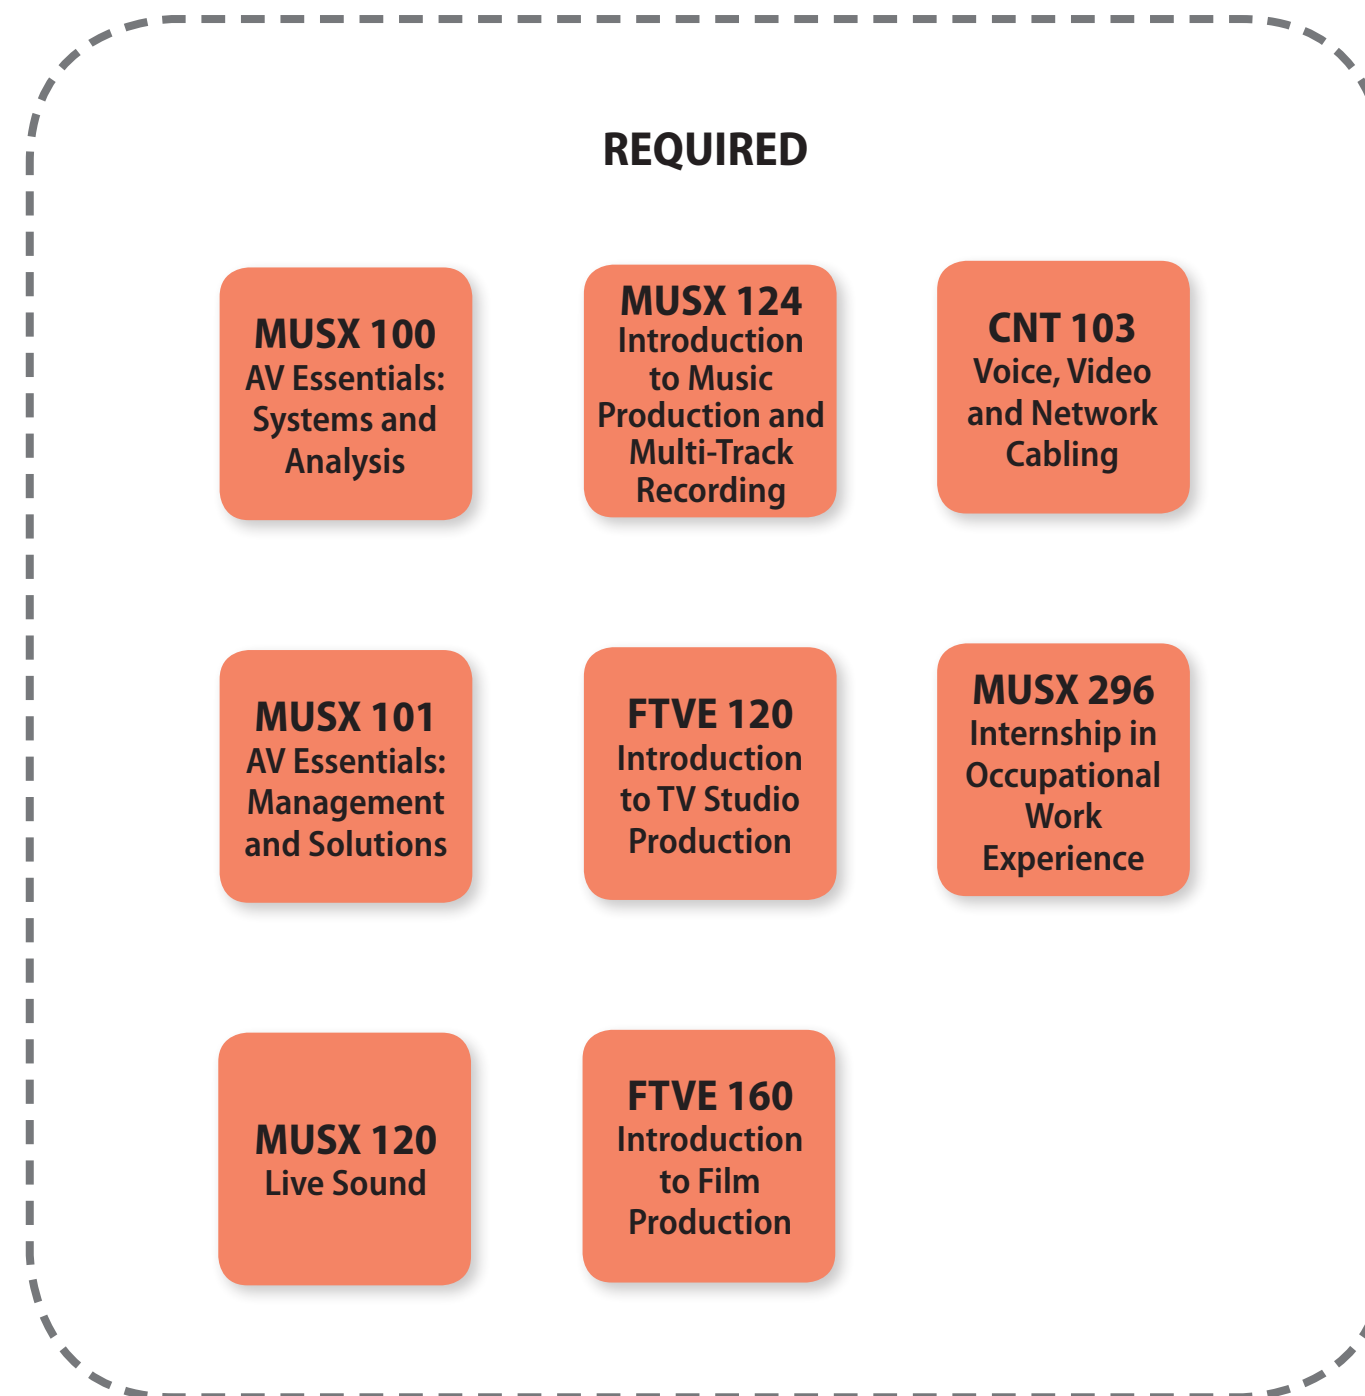 REQUIRED
MUSX 100
AV Essentials:
Systems and
Analysis
MUSX 124
Introduction
to Music
Production and
Multi-Track
Recording
CNT 103
Voice, Video
and Network
Cabling
MUSX 101
AV Essentials:
Management
and Solutions
FTVE 120
Introduction
to TV Studio
Production
MUSX 296
Internship in
Occupational
Work
Experience
MUSX 120
Live Sound
FTVE 160
Introduction
to Film
Production